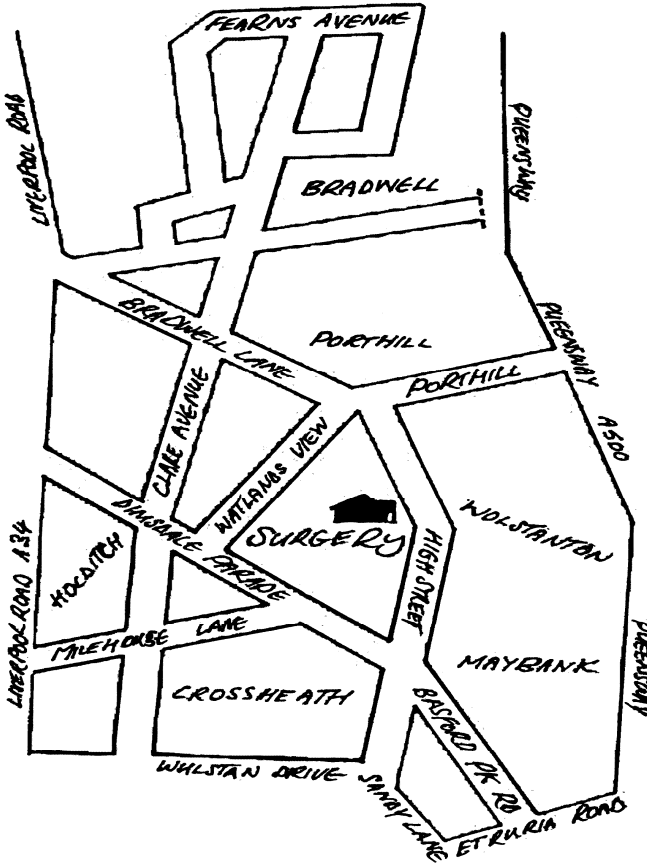 FEARNS AVENUE
LIVERPOOL ROAD
QUEENSWAY
BRADWELL
BRADWELL LANE
PORTHILL
PORTHILL
QUEENSWAY
A500
CLARE AVENUE
WATLANDS VIEW
SURGERY
WOLSTANTON
DIMSDALE PARADE
HIGH STREET
HOLDITCH
LIVERPOOL ROAD A34
MILEHOUSE LANE
MAYBANK
QUEENSWAY
CROSSHEATH
BASFORD PK RD
WULSTAN DRIVE
SANDY LANE
ETRURIA ROAD